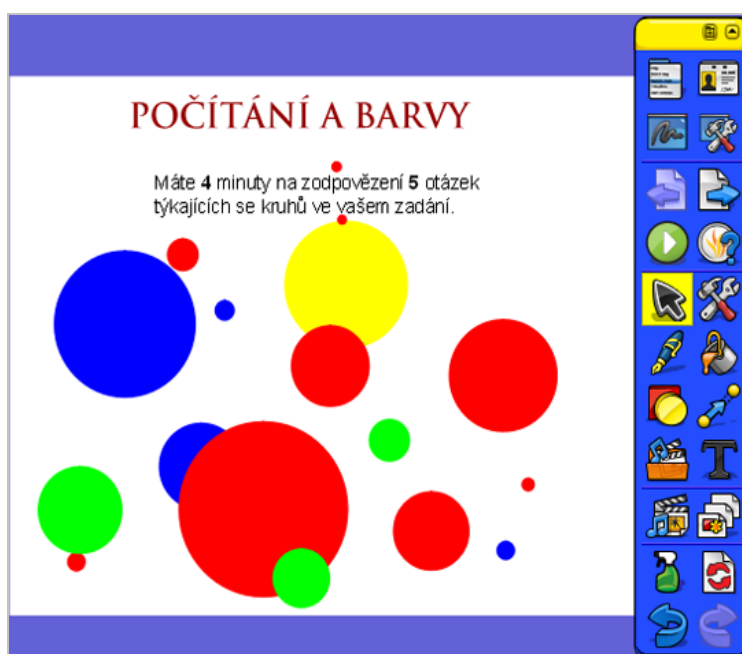 POČÍTÁNÍ A BARVY
Máte 4 minuty na zodpovězení 5 otázek
týkajících se kruhů ve vašem zadání.
T